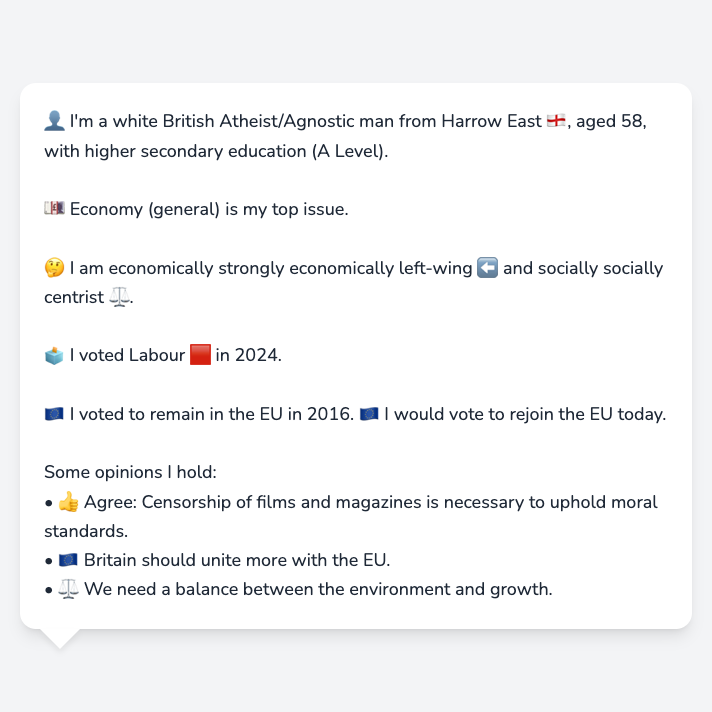 👤 I'm a white British Atheist/Agnostic man from Harrow East 🏴󠁧󠁢󠁥󠁮󠁧󠁿, aged 58,
with higher secondary education (A Level).
💷 Economy (general) is my top issue.
🤔 I am economically strongly economically left-wing ⬅️ and socially socially
centrist ⚖️.
🗳️ I voted Labour 🟥 in 2024.
🇪🇺 I voted to remain in the EU in 2016. 🇪🇺 I would vote to rejoin the EU today.
Some opinions I hold:
• 👍 Agree: Censorship of films and magazines is necessary to uphold moral
standards.
• 🇪🇺 Britain should unite more with the EU.
• ⚖️ We need a balance between the environment and growth.